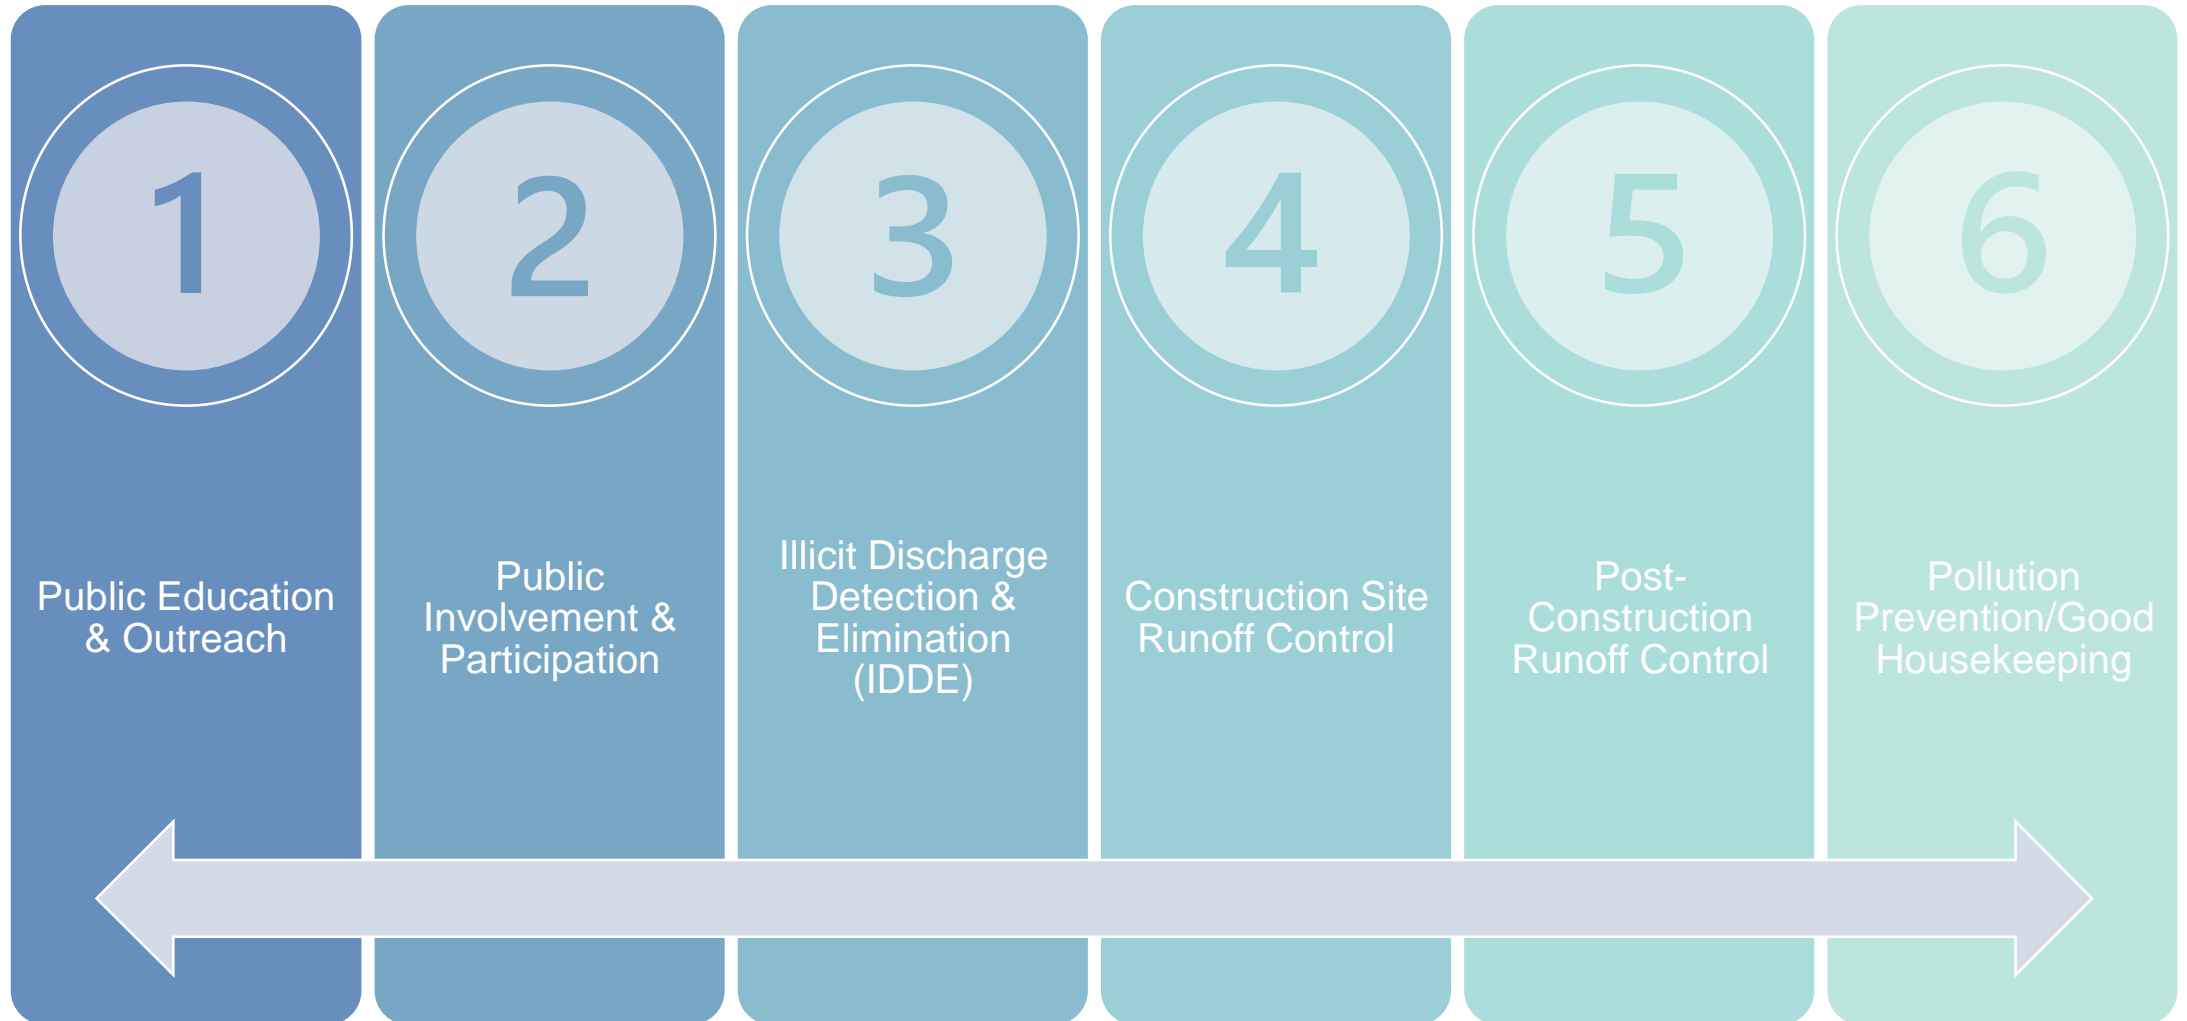 1
Public Education
& Outreach
2
Public
Involvement &
Participation
3
Illicit Discharge
Detection &
Elimination
(IDDE)
4
Construction Site
Runoff Control
5
Post-
Construction
Runoff Control
6
Pollution
Prevention/Good
Housekeeping